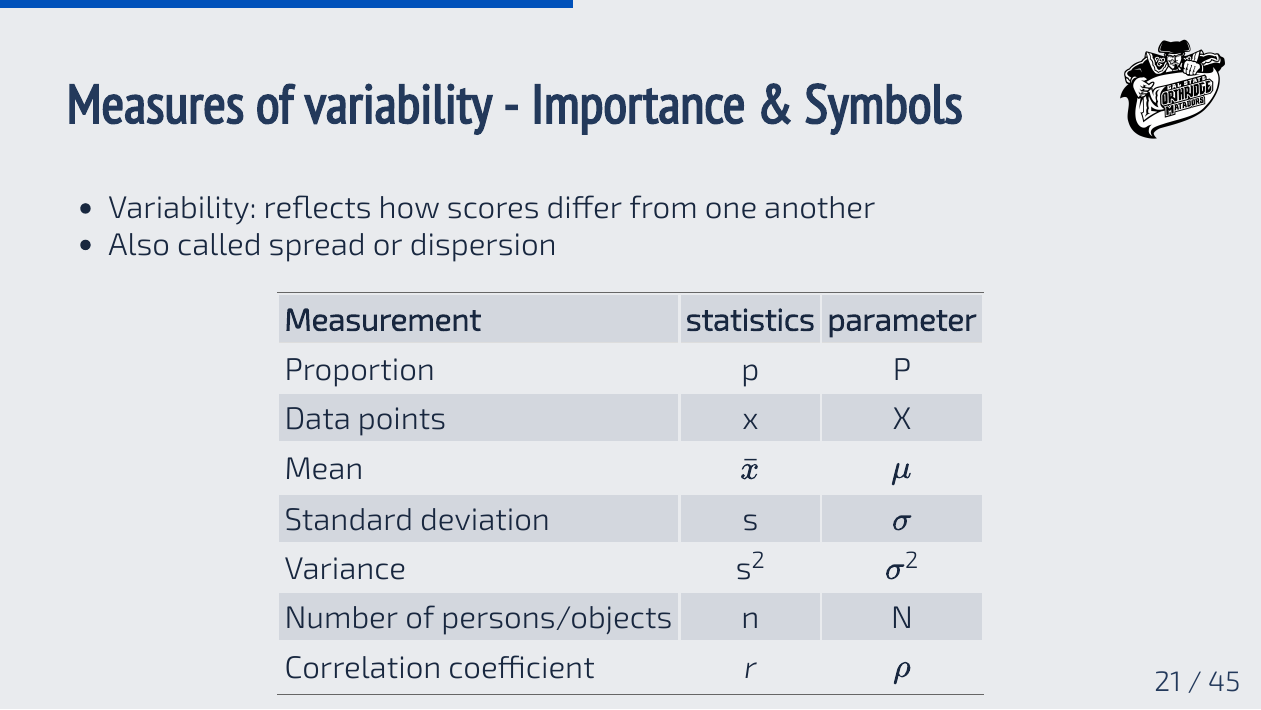 Measures of variability - Importance & Symbols
NORTHRIDGE
MATADORS
• Variability: reflects how scores differ from one another
• Also called spread or dispersion
Measurement statistics parameter
Proportion p P
Data points x X
Mean x̄ μ
Standard deviation s σ
Variance s² σ²
Number of persons/objects n N
Correlation coefficient r ρ
21 / 45